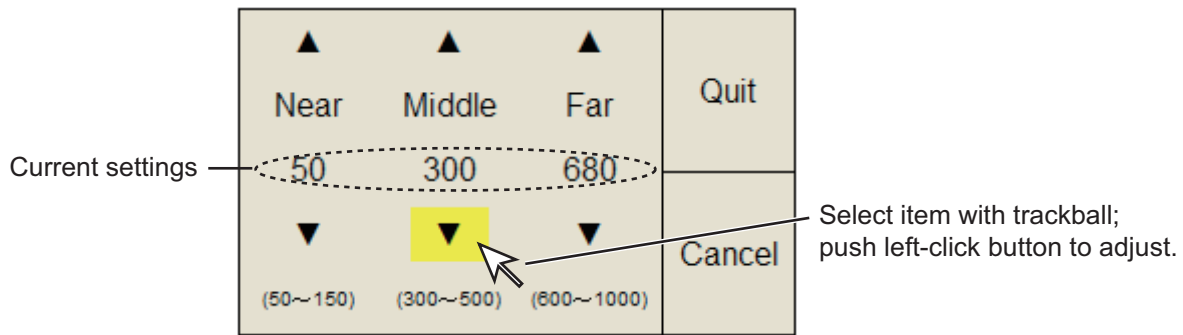 ▲ ▲ ▲
Near Middle Far
Quit
Current settings
50 300 680
▼ ▼ ▼
Select item with trackball;
push left-click button to adjust.
Cancel
(50～150) (300～500) (600～1000)